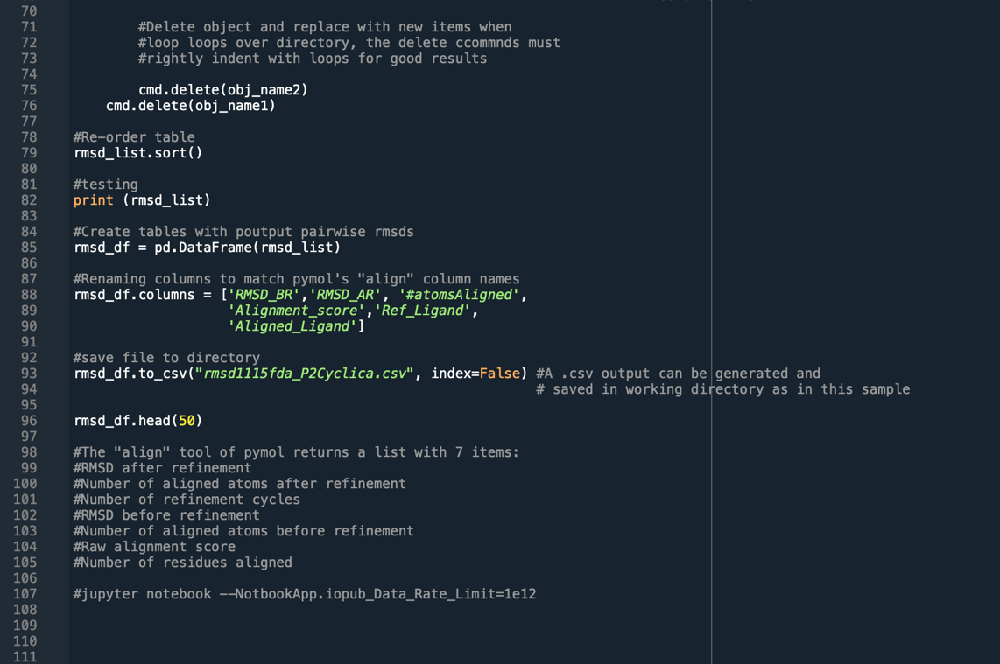 70
71 #Delete object and replace with new items when
72 #loop loops over directory, the delete ccommnds must
73 #rightly indent with loops for good results
74
75 cmd.delete(obj_name2)
76 cmd.delete(obj_name1)
77
78 #Re-order table
79 rmsd_list.sort()
80
81 #testing
82 print (rmsd_list)
83
84 #Create tables with poutput pairwise rmsds
85 rmsd_df = pd.DataFrame(rmsd_list)
86
87 #Renaming columns to match pymol's "align" column names
88 rmsd_df.columns = ['RMSD_BR','RMSD_AR', '#atomsAligned',
89 'Alignment_score','Ref_Ligand',
90 'Aligned_Ligand']
91
92 #save file to directory
93 rmsd_df.to_csv("rmsd1115fda_P2Cyclica.csv", index=False) #A .csv output can be generated and
94 # saved in working directory as in this sample
95
96 rmsd_df.head(50)
97
98 #The "align" tool of pymol returns a list with 7 items:
99 #RMSD after refinement
100 #Number of aligned atoms after refinement
101 #Number of refinement cycles
102 #RMSD before refinement
103 #Number of aligned atoms before refinement
104 #Raw alignment score
105 #Number of residues aligned
106
107 #jupyter notebook --NotbookApp.iopub_Data_Rate_Limit=1e12
108
109
110
111